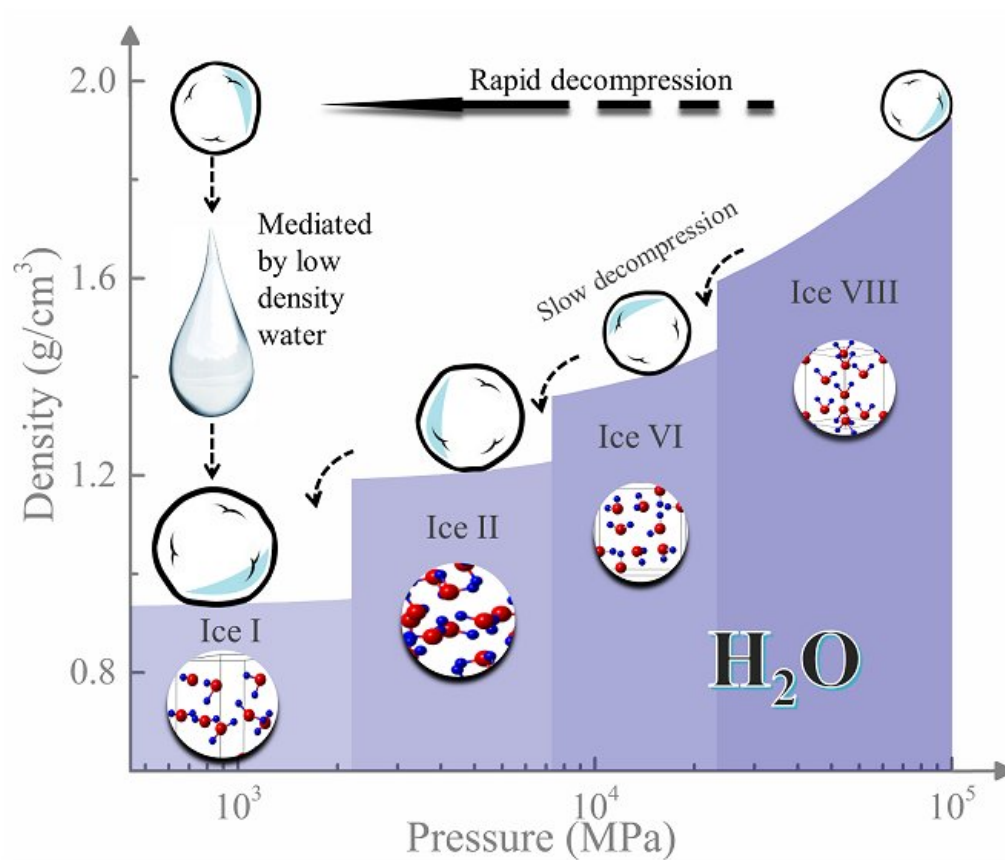 Rapid decompression
2.0
Mediated
by low
density
water
Slow decompression
1.6
Ice VIII
Density (g/cm³)
Ice VI
1.2
Ice II
Ice I
H₂O
0.8
10³
10⁴
10⁵
Pressure (MPa)